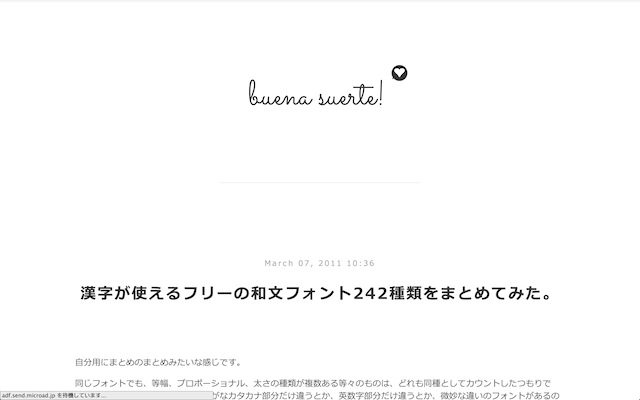 buena suerte!
March 07, 2011 10:36
漢字が使えるフリーの和文フォント242種類をまとめてみた。
自分用にまとめのまとめみたいな感じです。
同じフォントでも、等幅、プロポーショナル、太さの種類が複数ある等々のものは、どれも同種としてカウントしたつもりで
がなカタカナ部分だけ違うとか、英数字部分だけ違うとか、微妙な違いのフォントがあるの
adf.send.microad.jp を待機しています...